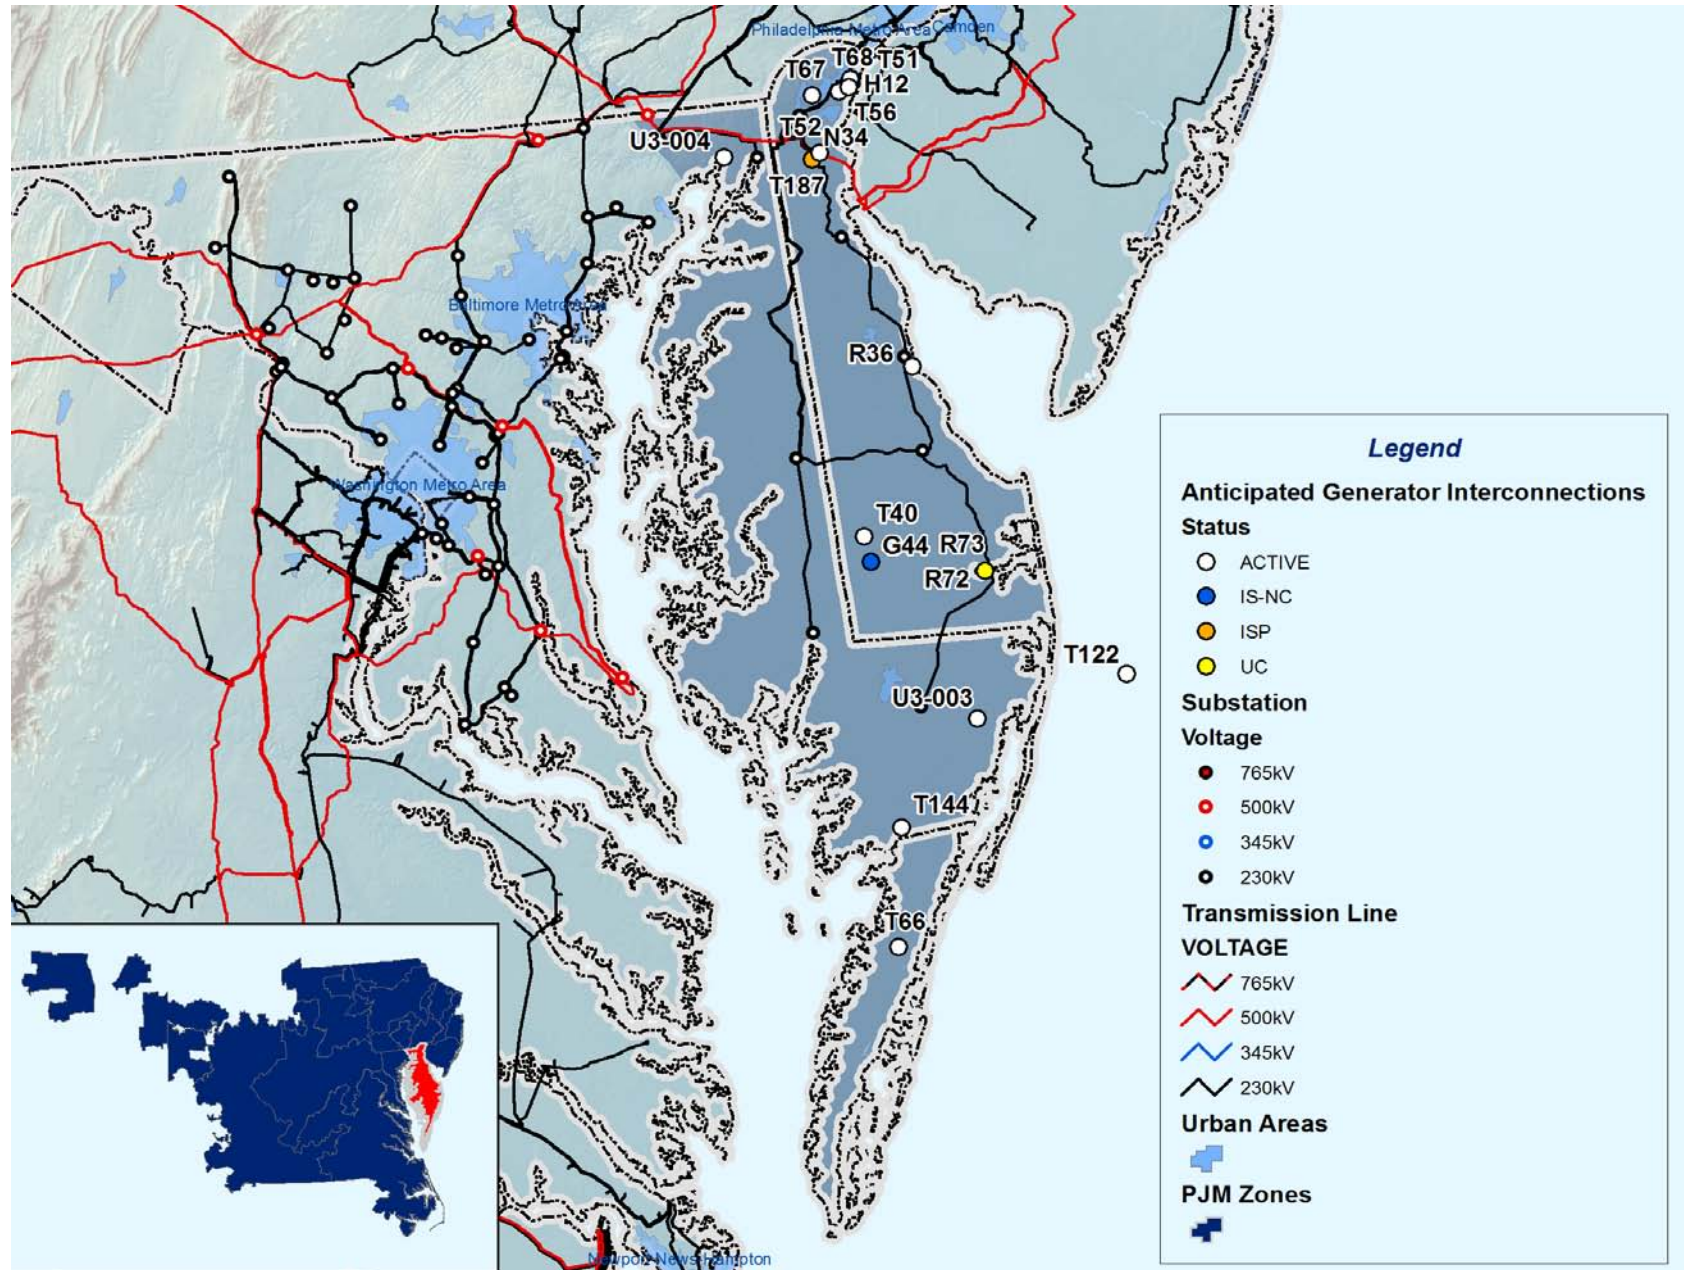 Philadelphia Metro Area
Camden
T68
T51
T67
H12
T56
T52
N34
U3-004
T187
Baltimore Metro Area
R36
Washington Metro Area
T40
G44
R73
R72
T122
U3-003
T144
T66
Newport News-Hampton
Legend
Anticipated Generator Interconnections
Status
ACTIVE
IS-NC
ISP
UC
Substation
Voltage
765kV
500kV
345kV
230kV
Transmission Line
VOLTAGE
765kV
500kV
345kV
230kV
Urban Areas
PJM Zones